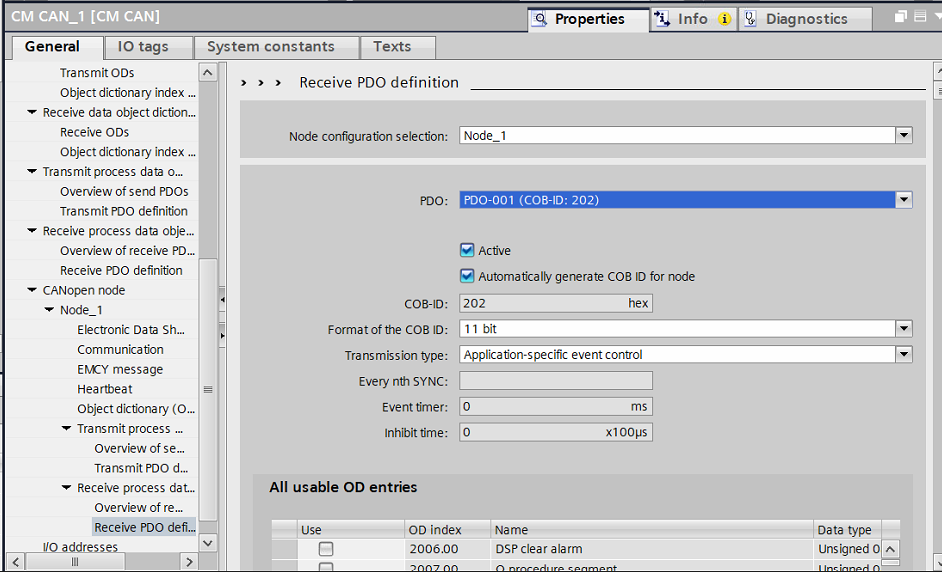 CM CAN_1 [CM CAN]
Properties
Info
Diagnostics
General
IO tags
System constants
Texts
Transmit ODs
Object dictionary index ...
Receive data object diction...
Receive ODs
Object dictionary index ...
Transmit process data o...
Overview of send PDOs
Transmit PDO definition
Receive process data obje...
Overview of receive PD...
Receive PDO definition
CANopen node
Node_1
Electronic Data Sh...
Communication
EMCY message
Heartbeat
Object dictionary (O...
Transmit process ...
Overview of se...
Transmit PDO d...
Receive process dat...
Overview of re...
Receive PDO defi...
I/O addresses
> > > Receive PDO definition
Node configuration selection: Node_1
PDO: PDO-001 (COB-ID: 202)
Active
Automatically generate COB ID for node
COB-ID: 202 hex
Format of the COB ID: 11 bit
Transmission type: Application-specific event control
Every nth SYNC:
Event timer: 0 ms
Inhibit time: 0 x100µs
All usable OD entries
Use OD index Name Data type
2006.00 DSP clear alarm Unsigned 0
2007.00 O procedure segment Unsigned 0